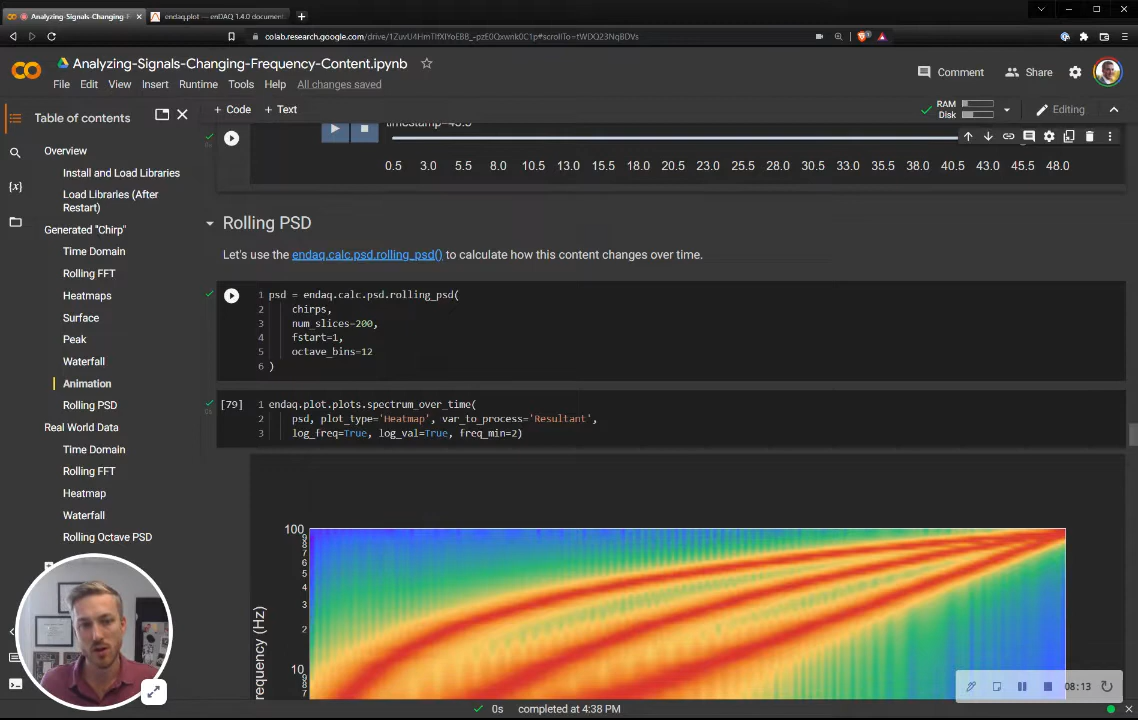 Analyzing-Signals-Changing-F
endaq.plot — enDAQ 1.4.0 document
colab.research.google.com/drive/1ZuvU4HmTlfXlYoEB8_-pzE0Qxwnk0C1p#scrollTo=tWDQ23NqBDVs
Analyzing-Signals-Changing-Frequency-Content.ipynb
File Edit View Insert Runtime Tools Help All changes saved
Comment
Share
Table of contents
+ Code + Text
RAM
Disk
Editing
Overview
Install and Load Libraries
Load Libraries (After
Restart)
Generated "Chirp"
Time Domain
Rolling FFT
Heatmaps
Surface
Peak
Waterfall
Animation
Rolling PSD
Real World Data
Time Domain
Rolling FFT
Heatmap
Waterfall
Rolling Octave PSD
0.5 3.0 5.5 8.0 10.5 13.0 15.5 18.0 20.5 23.0 25.5 28.0 30.5 33.0 35.5 38.0 40.5 43.0 45.5 48.0
Rolling PSD
Let's use the endaq.calc.psd.rolling_psd() to calculate how this content changes over time.
1 psd = endaq.calc.psd.rolling_psd(
2 chirps,
3 num_slices=200,
4 fstart=1,
5 octave_bins=12
6 )
[79]
1 endaq.plot.plots.spectrum_over_time(
2 psd, plot_type='Heatmap', var_to_process='Resultant',
3 log_freq=True, log_val=True, freq_min=2)
100
9
8
7
6
5
4
3
2
10
9
8
7
requency (Hz)
08:13
0s completed at 4:38 PM